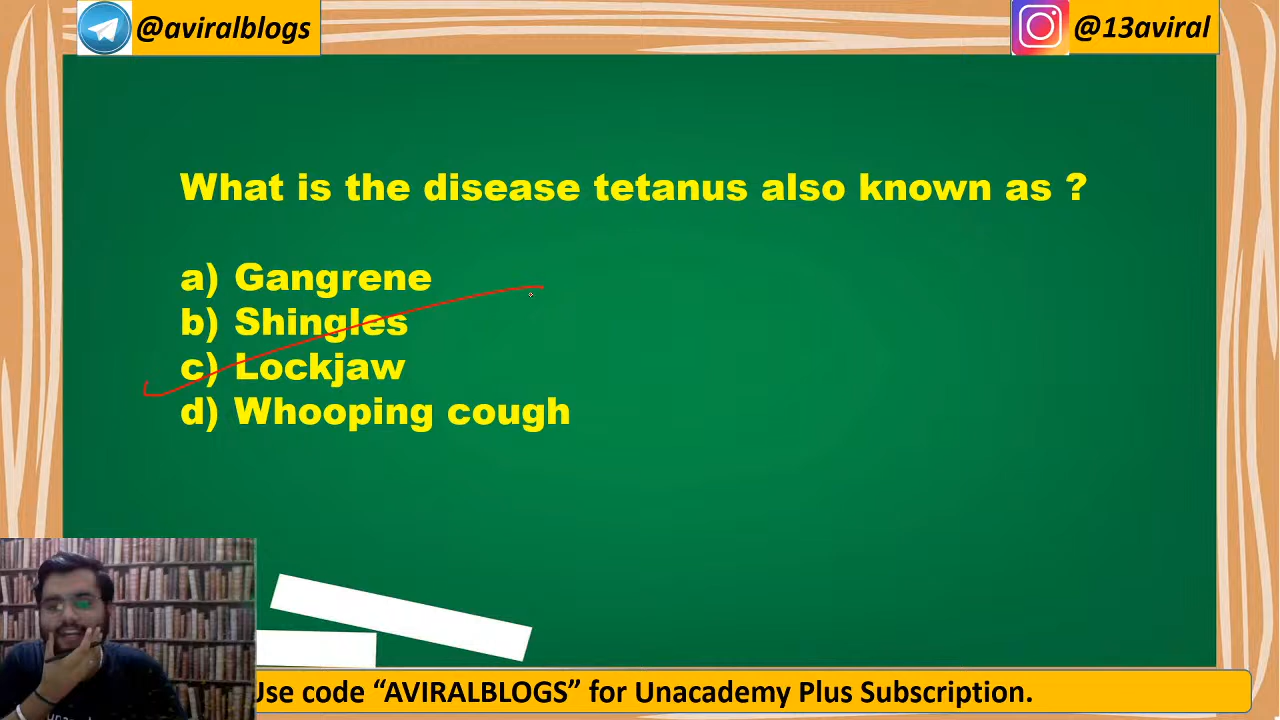 @aviralblogs
@13aviral
What is the disease tetanus also known as ?
a) Gangrene
b) Shingles
c) Lockjaw
d) Whooping cough
Use code “AVIRALBLOGS” for Unacademy Plus Subscription.